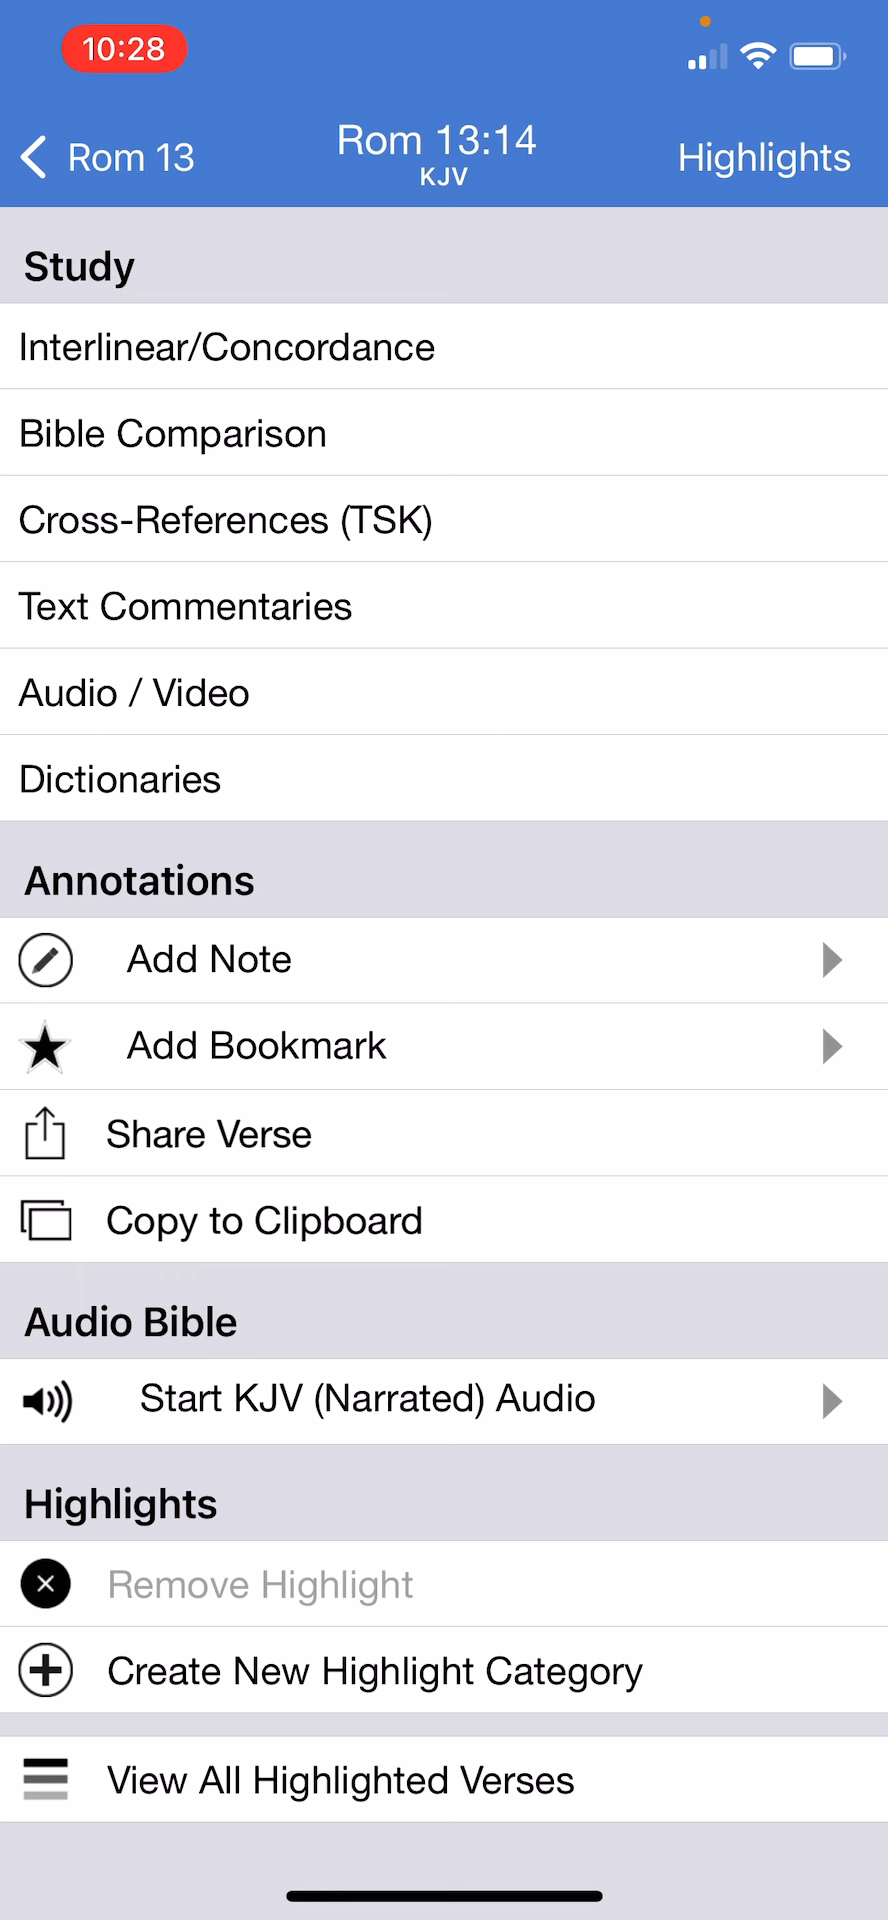 10:28
Rom 13
Rom 13:14
KJV
Highlights
Study
Interlinear/Concordance
Bible Comparison
Cross-References (TSK)
Text Commentaries
Audio / Video
Dictionaries
Annotations
Add Note
Add Bookmark
Share Verse
Copy to Clipboard
Audio Bible
Start KJV (Narrated) Audio
Highlights
Remove Highlight
Create New Highlight Category
View All Highlighted Verses